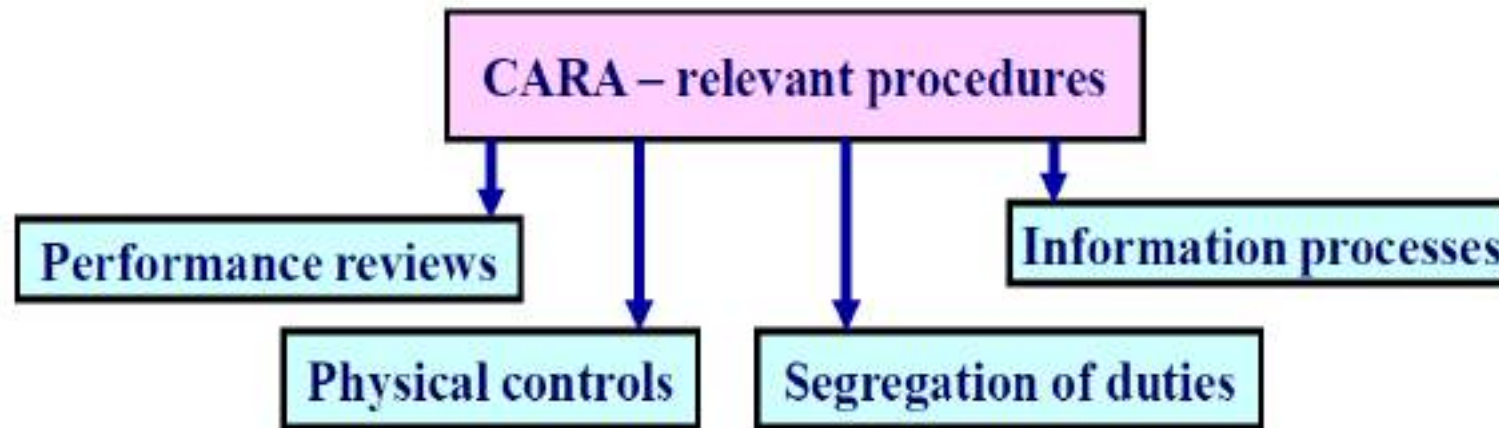 CARA – relevant procedures
Performance reviews
Information processes
Physical controls
Segregation of duties